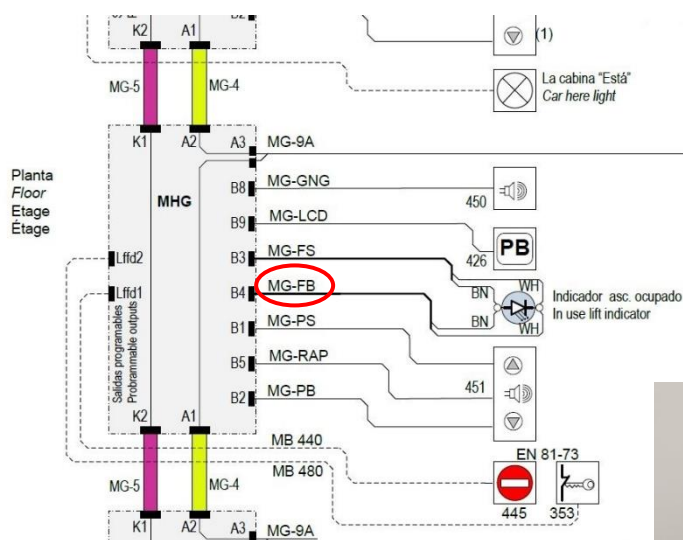 K2
A1
B2
(1)
MG-5
MG-4
La cabina "Está"
Car here light
K1
A2
A3
MG-9A
Planta
Floor
Etage
Étage
MHG
B8
MG-GNG
450
B9
MG-LCD
426
PB
Lffd2
B3
MG-FS
WH
BN
Lffd1
B4
MG-FB
BN
WH
Indicador asc. ocupado
In use lift indicator
B1
MG-PS
Salidas programables
Probrammable outputs
B5
MG-RAP
451
B2
MG-PB
K2
A1
MB 440
EN 81-73
MB 480
MG-5
MG-4
445
353
K1
A2
A3
MG-9A